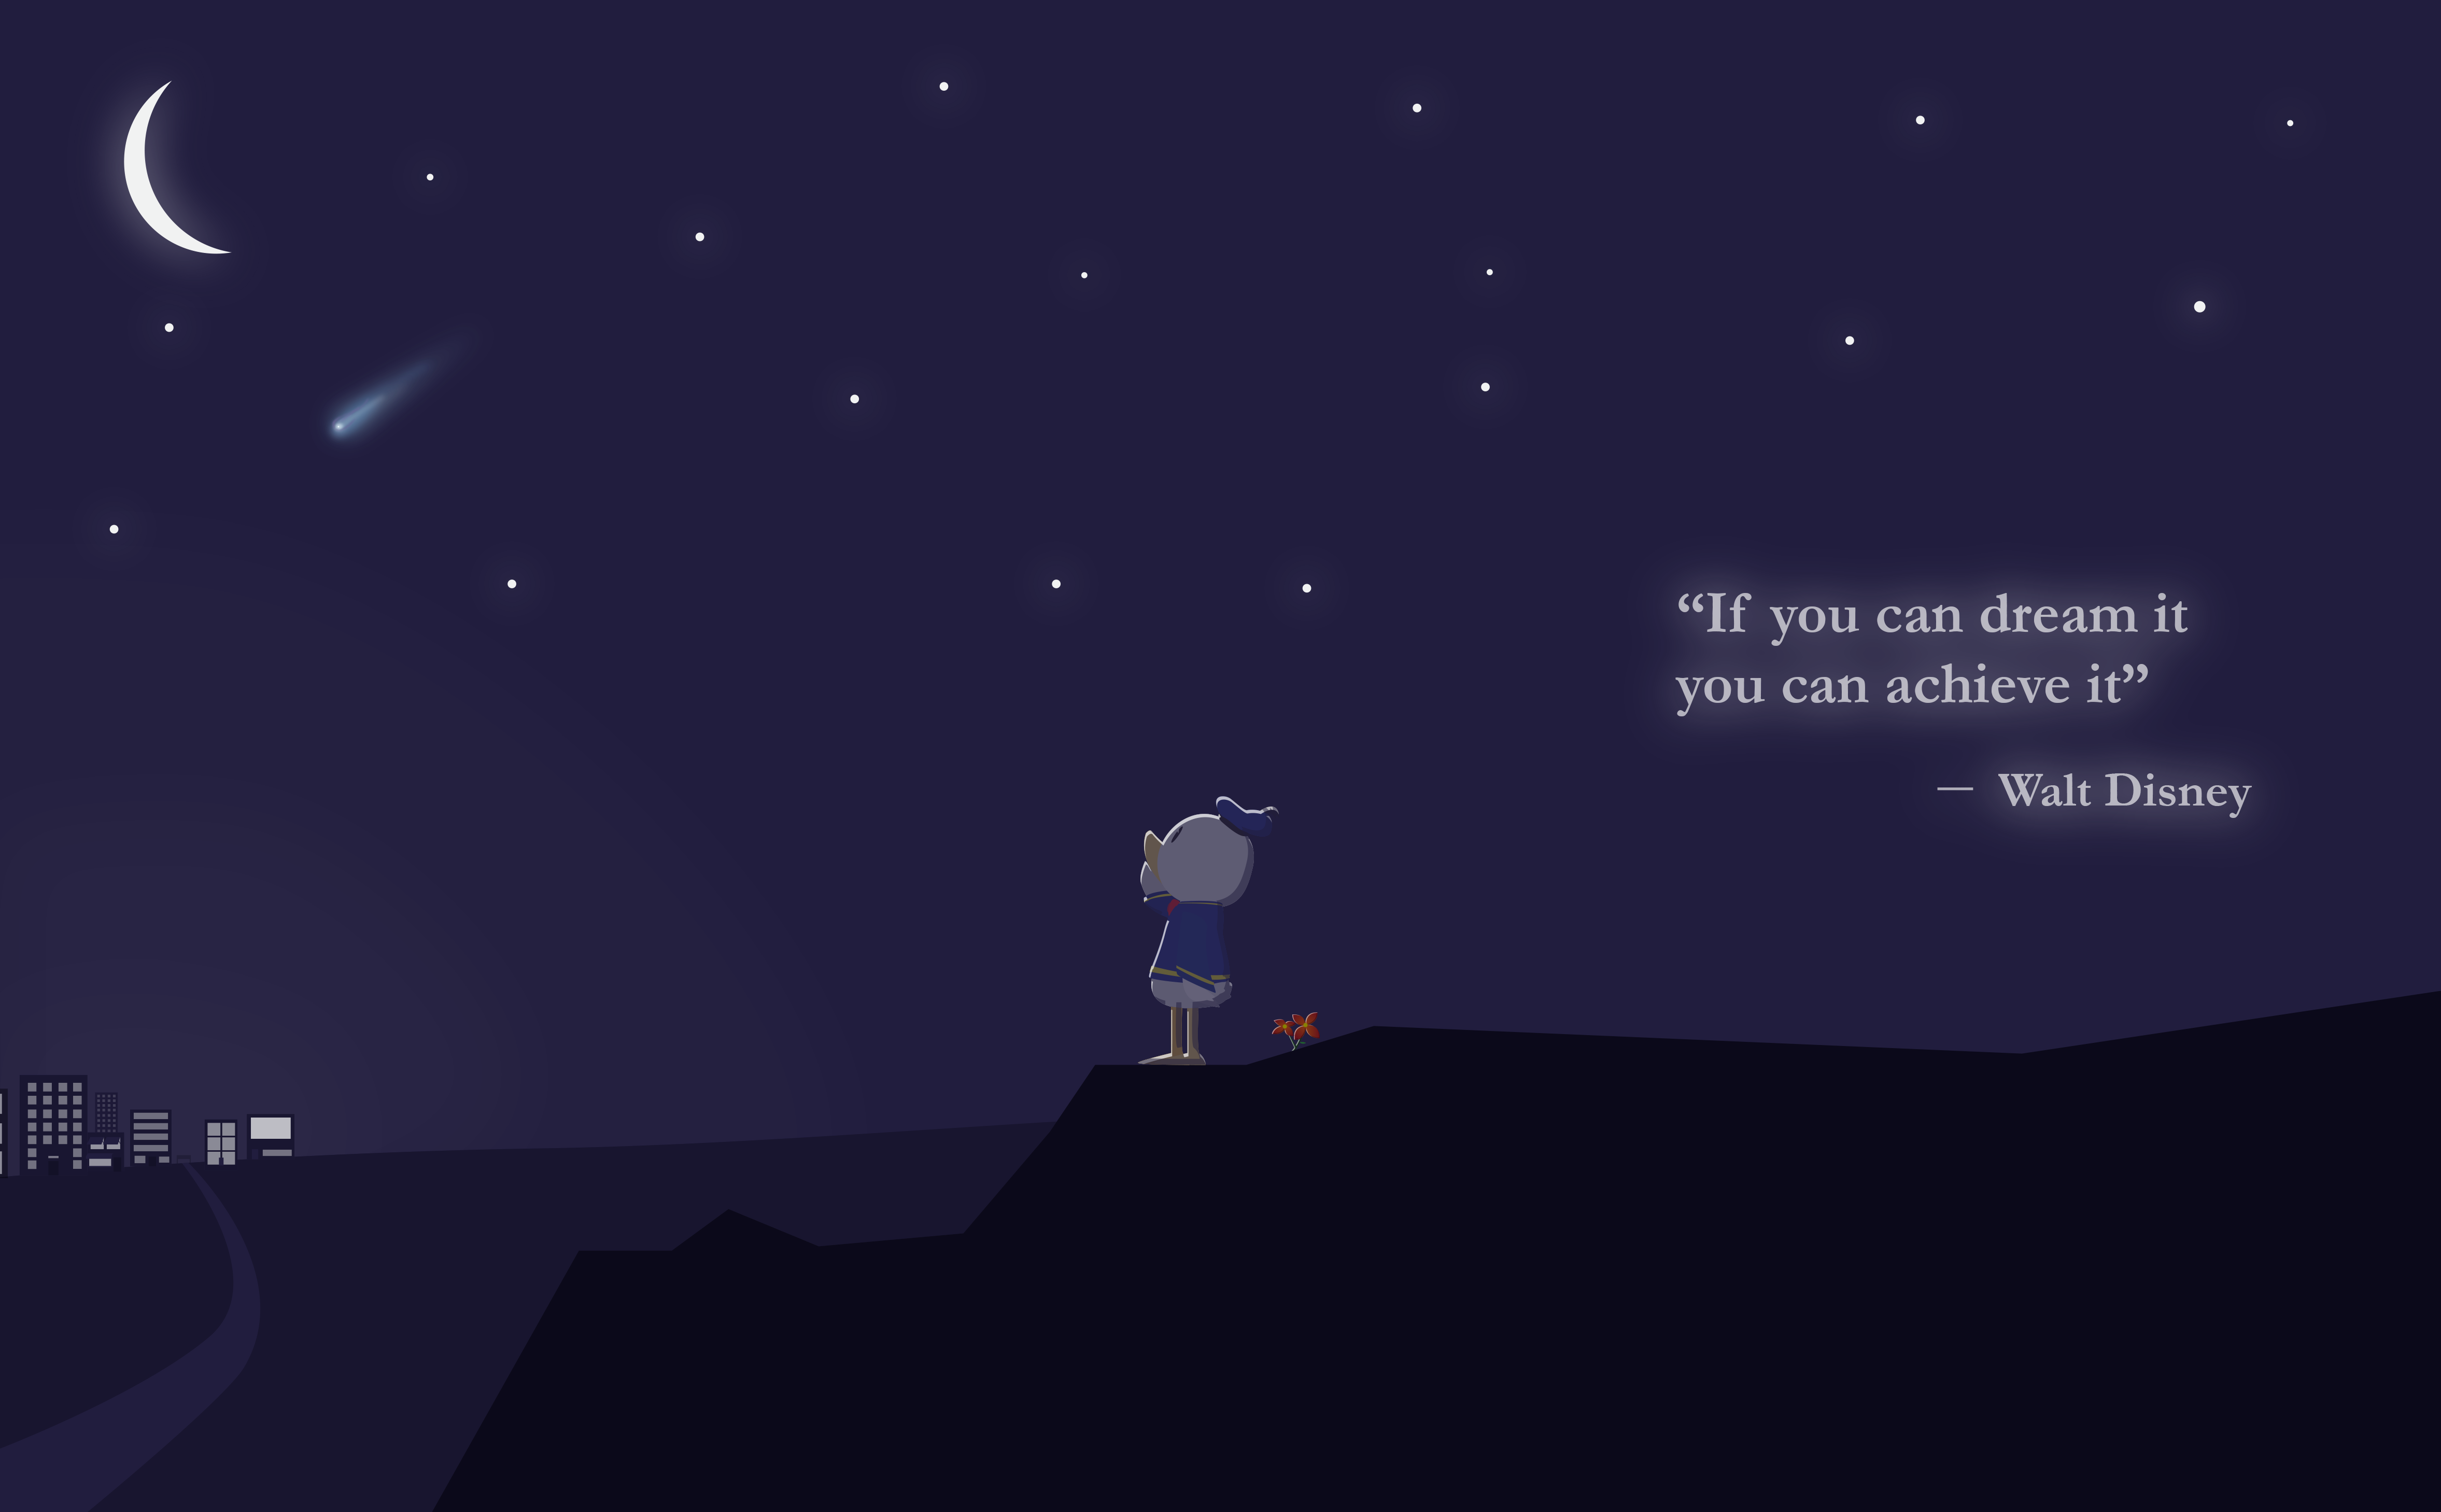 “If you can dream it
you can achieve it”
— Walt Disney